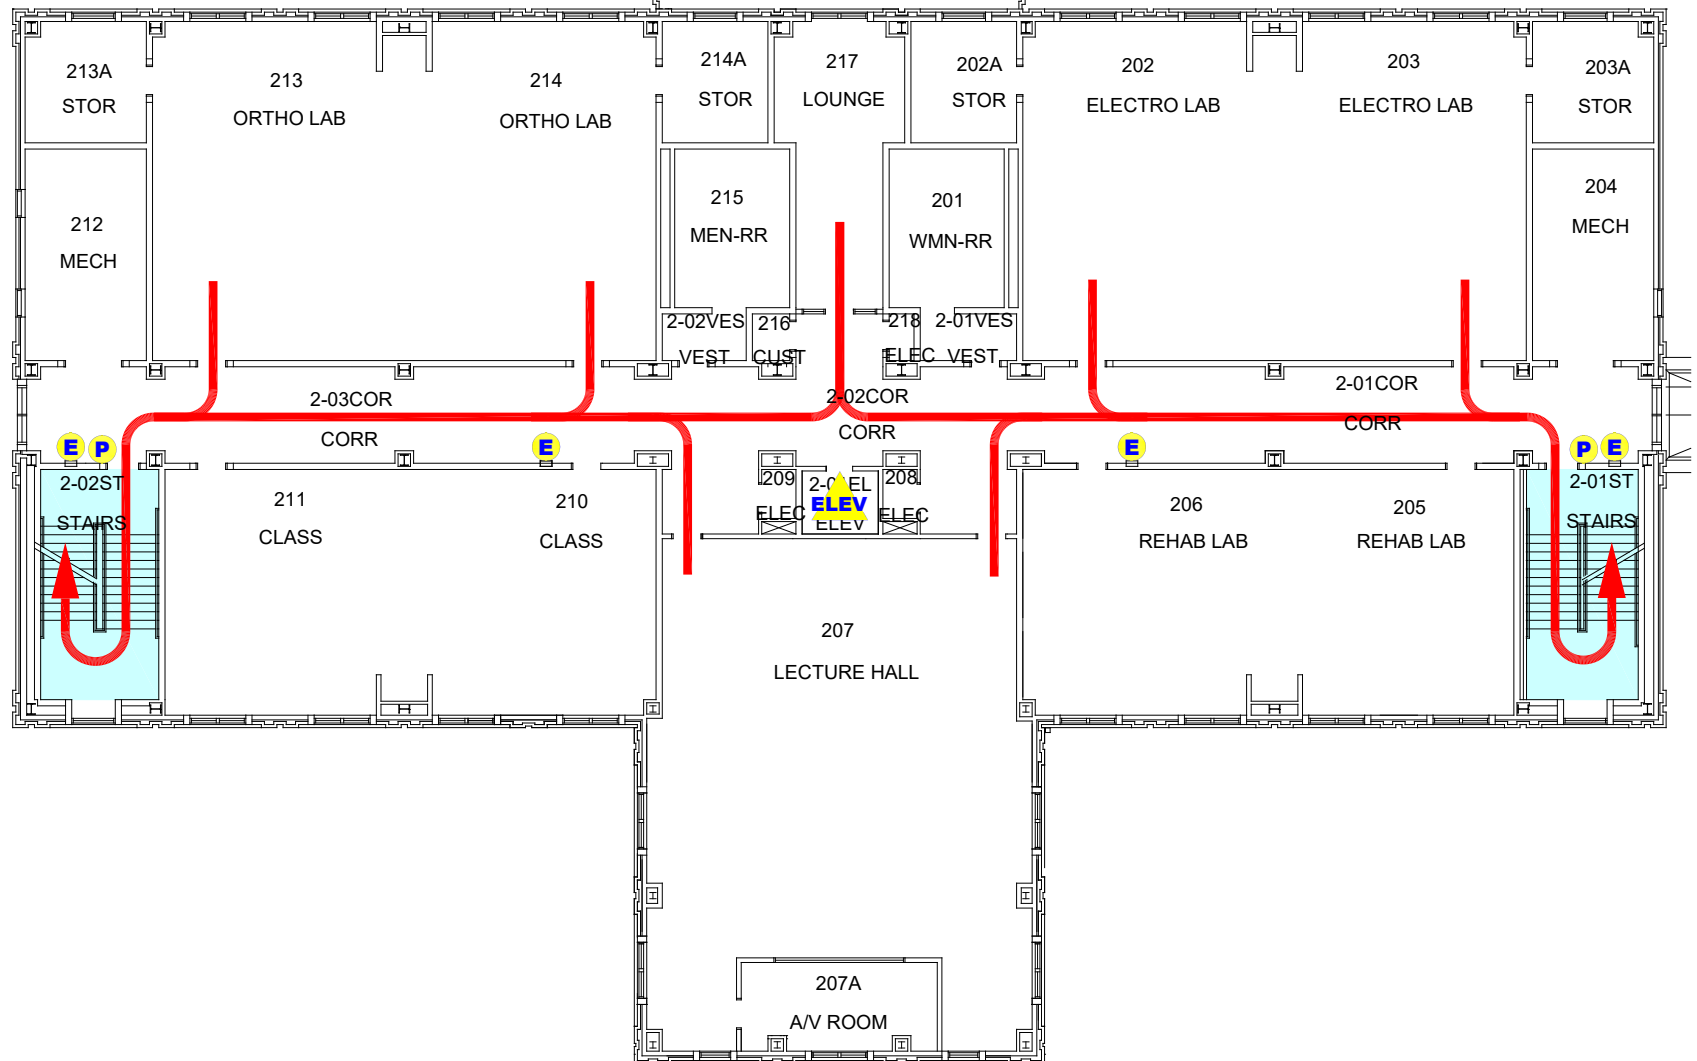 213A
STOR
213
ORTHO LAB
214
ORTHO LAB
214A
STOR
217
LOUNGE
202A
STOR
202
ELECTRO LAB
203
ELECTRO LAB
203A
STOR
212
MECH
215
MEN-RR
201
WMN-RR
204
MECH
2-02VES
VEST
216
CUST
218
ELEC
2-01VES
VEST
2-03COR
CORR
2-02COR
CORR
2-01COR
CORR
E
P
E
E
P
E
2-02ST
STAIRS
211
CLASS
210
CLASS
209
ELEC
ELEV
ELEV
208
ELEC
206
REHAB LAB
205
REHAB LAB
2-01ST
STAIRS
207
LECTURE HALL
207A
A/V ROOM